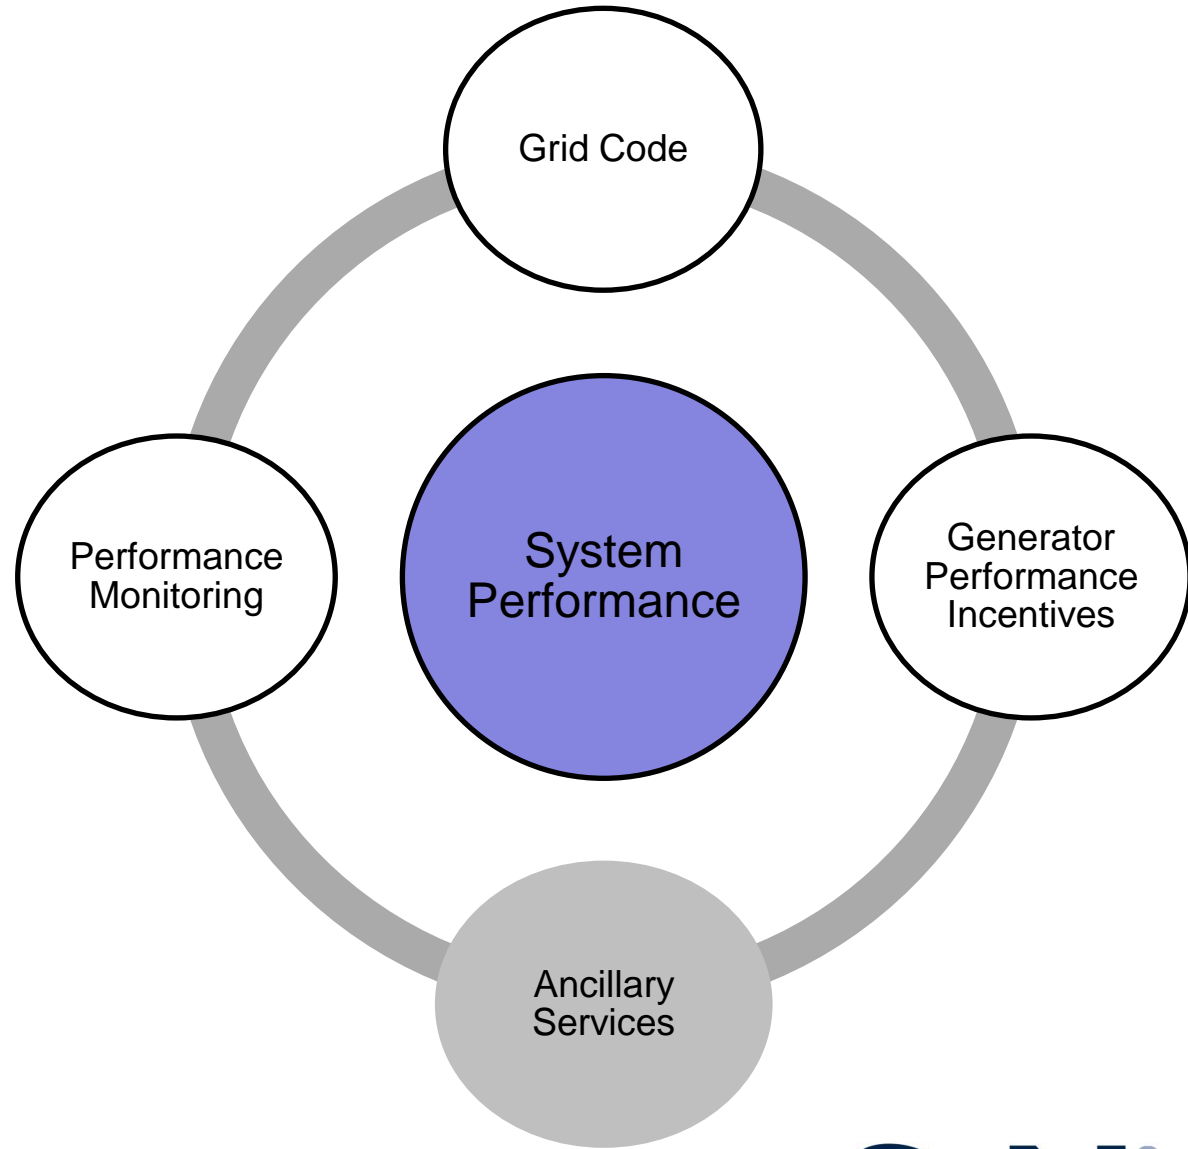 Grid Code
Performance
Monitoring
System
Performance
Generator
Performance
Incentives
Ancillary
Services